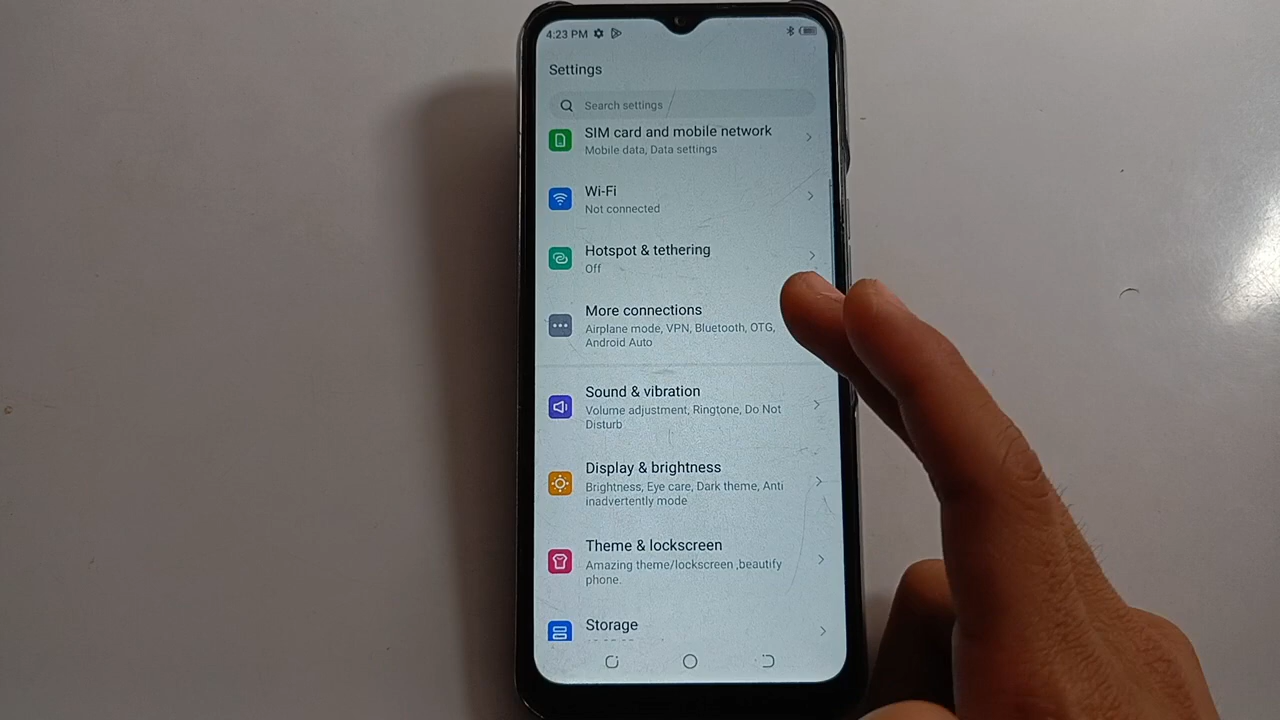 4:23 PM
Settings
Search settings
SIM card and mobile network
Mobile data, Data settings
Wi-Fi
Not connected
Hotspot & tethering
Off
More connections
Airplane mode, VPN, Bluetooth, OTG,
Android Auto
Sound & vibration
Volume adjustment, Ringtone, Do Not
Disturb
Display & brightness
Brightness, Eye care, Dark theme, Anti
inadvertently mode
Theme & lockscreen
Amazing theme/lockscreen ,beautify
phone.
Storage